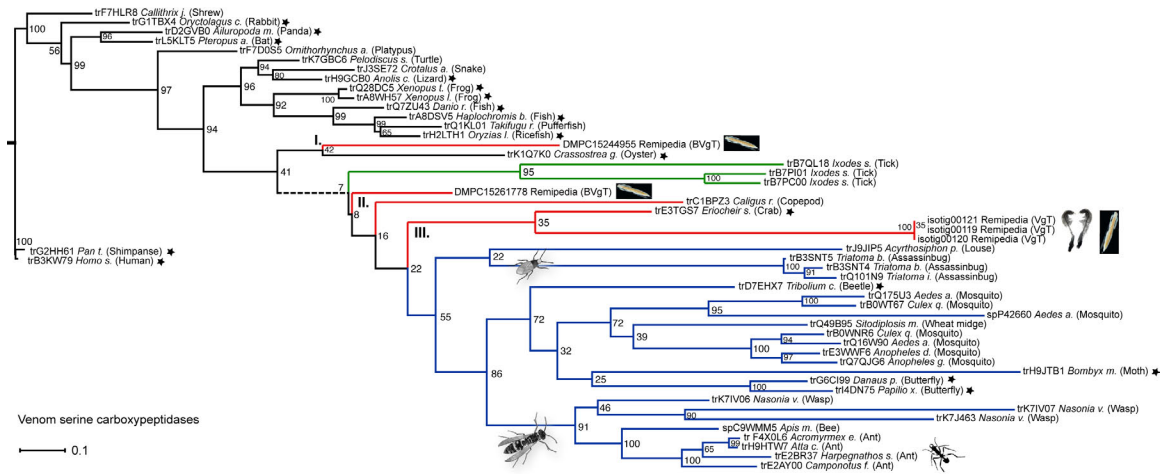 trF7HLR8 Callithrix j. (Shrew)
trG1TBX4 Oryctolagus c. (Rabbit) ★
100
trD2GVB0 Ailuropoda m. (Panda) ★
96
trL5KLT5 Pteropus a. (Bat) ★
56
trF7D0S5 Ornithorhynchus a. (Platypus)
99
trK7GBC6 Pelodiscus s. (Turtle)
94
trJ3SE72 Crotalus a. (Snake)
80
trH9GCB0 Anolis c. (Lizard) ★
97
96
trQ28DC5 Xenopus t. (Frog) ★
100
trA8WH57 Xenopus l. (Frog) ★
92
trQ7ZU43 Danio r. (Fish) ★
99
trA8DSV5 Haplochromis b. (Fish) ★
99
trQ1KL01 Takifugu r. (Pufferfish)
94
65
trH2LTH1 Oryzias l. (Ricefish) ★
I.
DMPC15244955 Remipedia (BVgT)
42
trK1Q7K0 Crassostrea g. (Oyster) ★
41
trB7QL18 Ixodes s. (Tick)
95
trB7PI01 Ixodes s. (Tick)
100
trB7PC00 Ixodes s. (Tick)
7
DMPC15261778 Remipedia (BVgT)
II.
8
trC1BPZ3 Caligus r. (Copepod)
trE3TGS7 Eriocheir s. (Crab) ★
16
III.
35
35
isotig00121 Remipedia (VgT)
100
isotig00119 Remipedia (VgT)
isotig00120 Remipedia (VgT)
100
trG2HH61 Pan t. (Shimpanse) ★
trB3KW79 Homo s. (Human) ★
22
trJ9JIP5 Acyrthosiphon p. (Louse)
22
trB3SNT5 Triatoma b. (Assassinbug)
100
trB3SNT4 Triatoma b. (Assassinbug)
91
trQ101N9 Triatoma i. (Assassinbug)
trD7EHX7 Tribolium c. (Beetle) ★
trQ175U3 Aedes a. (Mosquito)
100
trB0WT67 Culex q. (Mosquito)
95
55
spP42660 Aedes a. (Mosquito)
72
72
trQ49B95 Sitodiplosis m. (Wheat midge)
39
trB0WNR6 Culex q. (Mosquito)
94
trQ16W90 Aedes a. (Mosquito)
100
32
trE3WWF6 Anopheles d. (Mosquito)
97
trQ7QJG6 Anopheles g. (Mosquito)
86
trH9JTB1 Bombyx m. (Moth) ★
25
trG6CI99 Danaus p. (Butterfly) ★
100
trI4DN75 Papilio x. (Butterfly) ★
trK7IV06 Nasonia v. (Wasp)
46
trK7IV07 Nasonia v. (Wasp)
90
trK7J463 Nasonia v. (Wasp)
91
Venom serine carboxypeptidases
spC9WMM5 Apis m. (Bee)
100
tr F4X0L6 Acromyrmex e. (Ant)
99
65
trH9HTW7 Atta c. (Ant)
0.1
100
trE2BR37 Harpegnathos s. (Ant)
trE2AY00 Camponotus f. (Ant)